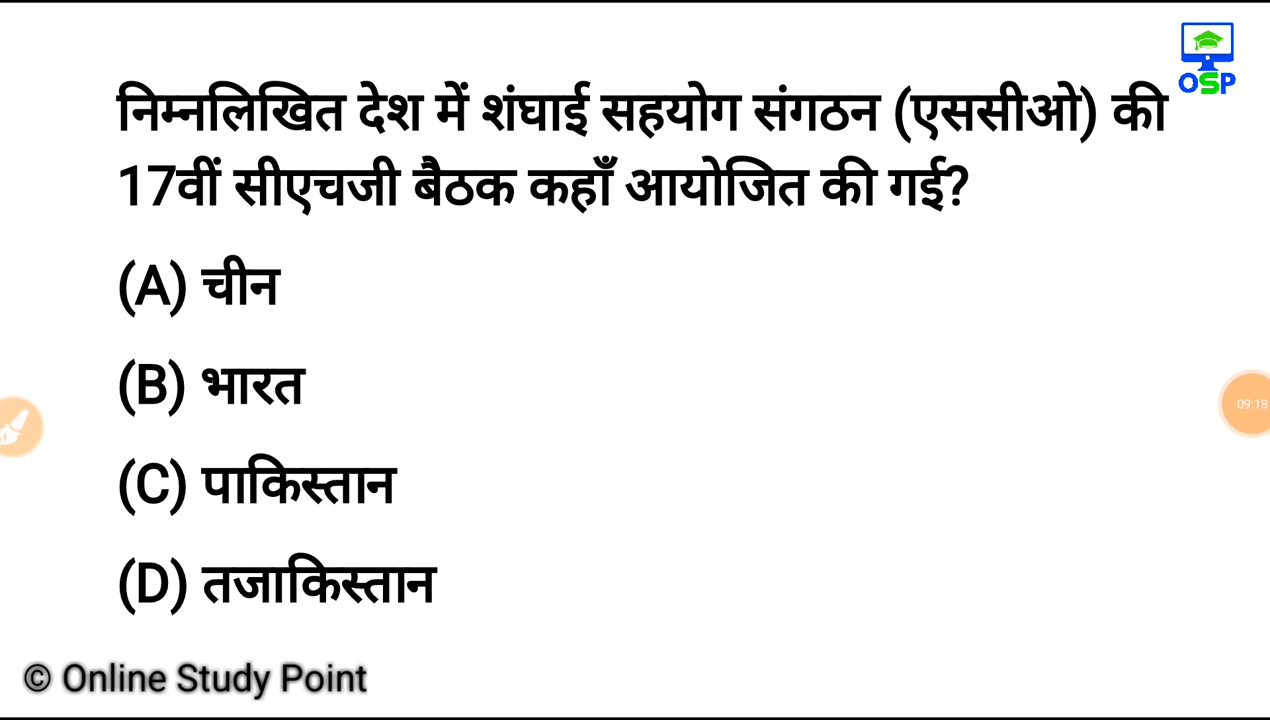 OSP
निम्नलिखित देश में शंघाई सहयोग संगठन (एससीओ) की
17वीं सीएचजी बैठक कहाँ आयोजित की गई?
(A) चीन
(B) भारत
09:18
(C) पाकिस्तान
(D) तजाकिस्तान
© Online Study Point